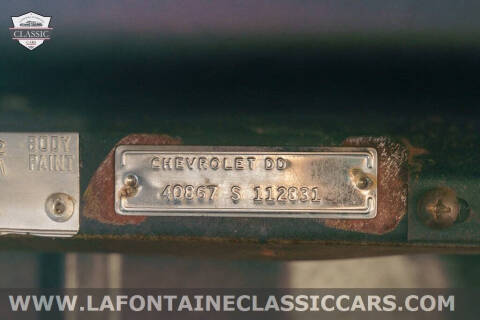 CLASSIC
BODY
PAINT
CHEVROLET DD
40867 S 112831
WWW.LAFONTAINECLASSICCARS.COM